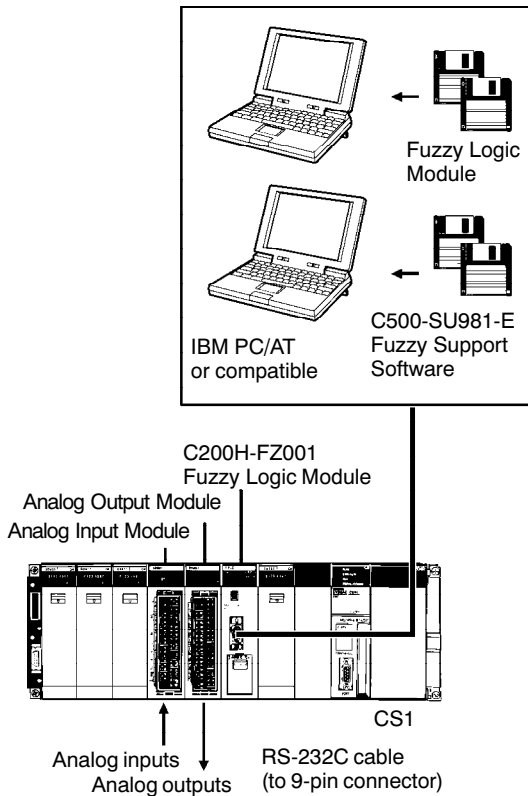 Fuzzy Logic
Module
IBM PC/AT
or compatible
C500-SU981-E
Fuzzy Support
Software
C200H-FZ001
Fuzzy Logic Module
Analog Output Module
Analog Input Module
CS1
Analog inputs
Analog outputs
RS-232C cable
(to 9-pin connector)